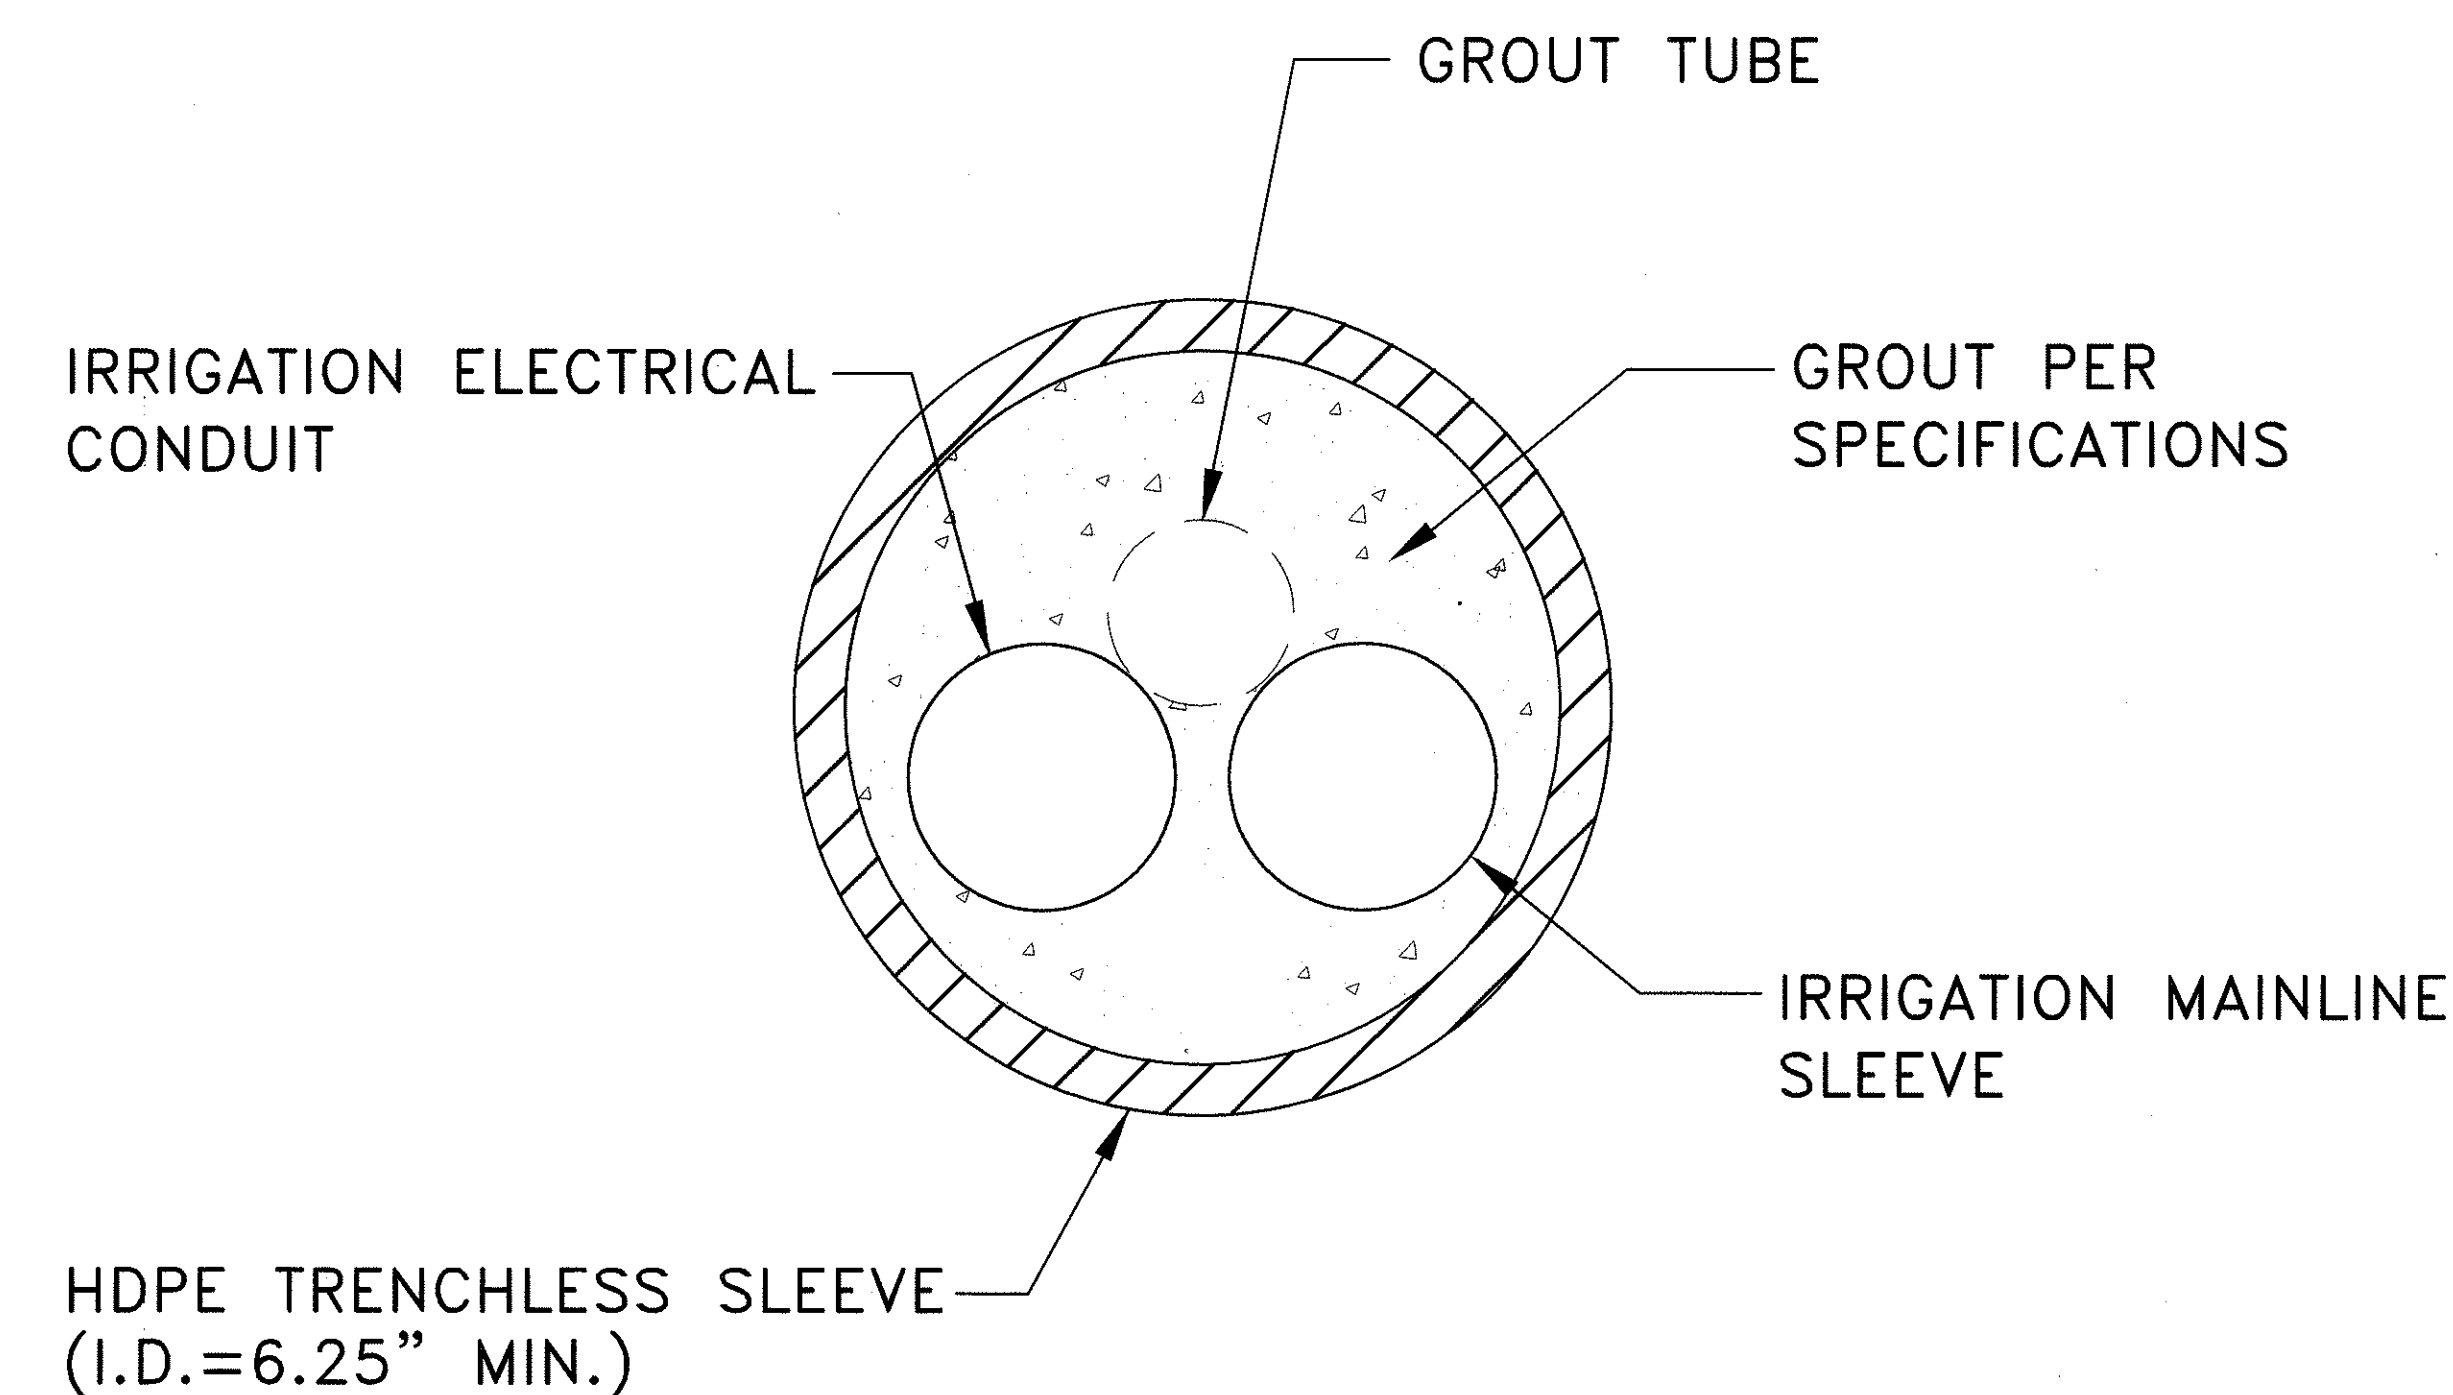 GROUT TUBE
IRRIGATION ELECTRICAL
CONDUIT
GROUT PER
SPECIFICATIONS
IRRIGATION MAINLINE
SLEEVE
HDPE TRENCHLESS SLEEVE
(I.D.=6.25” MIN.)